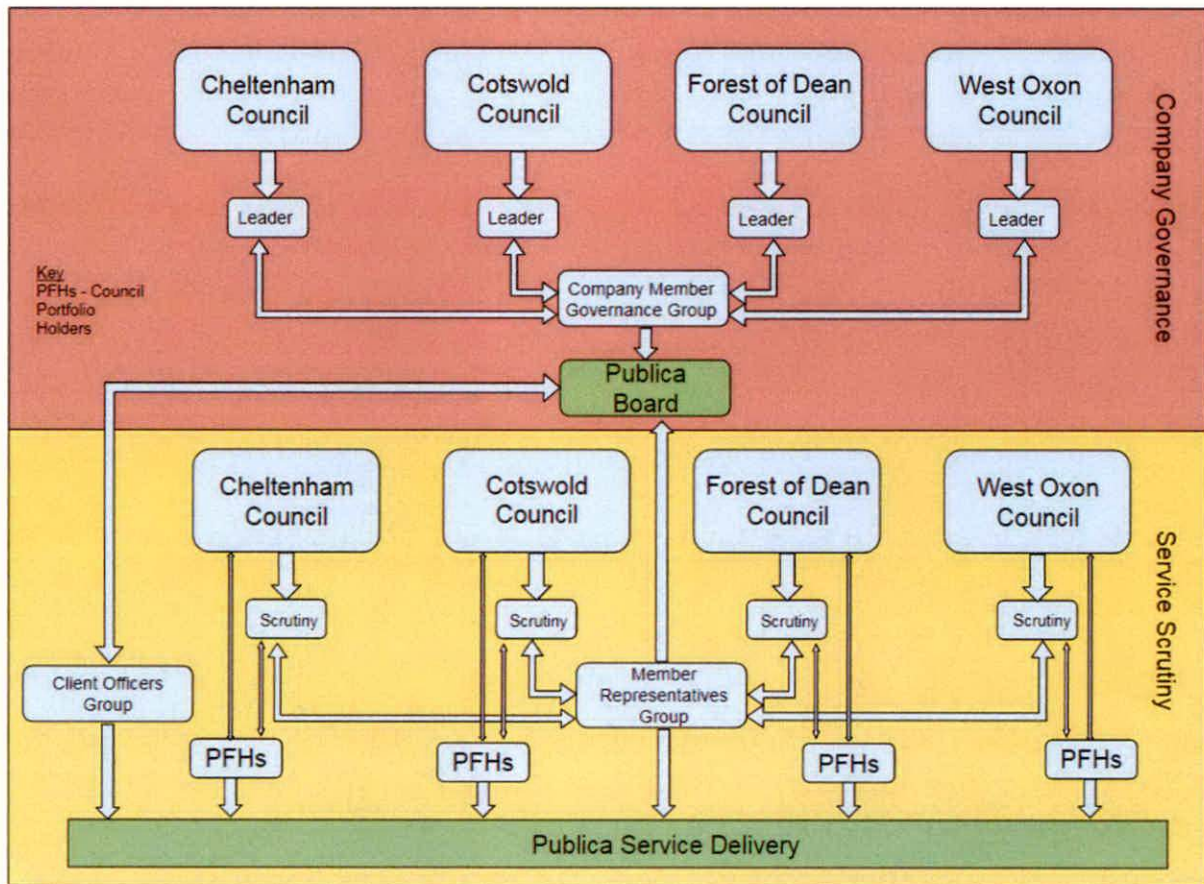 Cheltenham
Council
Cotswold
Council
Forest of Dean
Council
West Oxon
Council
Company Governance
Leader
Leader
Leader
Leader
Key
PFHs - Council
Portfolio
Holders
Company Member
Governance Group
Publica
Board
Cheltenham
Council
Cotswold
Council
Forest of Dean
Council
West Oxon
Council
Service Scrutiny
Scrutiny
Scrutiny
Scrutiny
Scrutiny
Client Officers
Group
Member
Representatives
Group
PFHs
PFHs
PFHs
PFHs
Publica Service Delivery